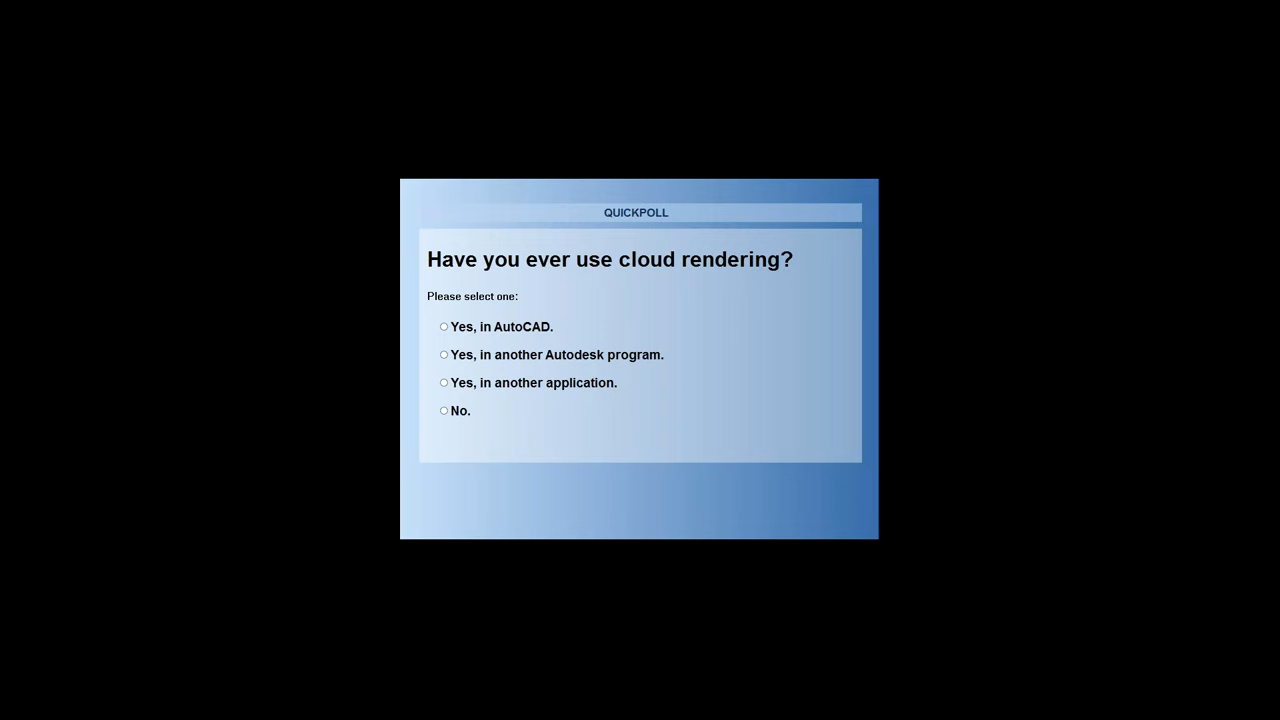 QUICKPOLL
Have you ever use cloud rendering?
Please select one:
Yes, in AutoCAD.
Yes, in another Autodesk program.
Yes, in another application.
No.